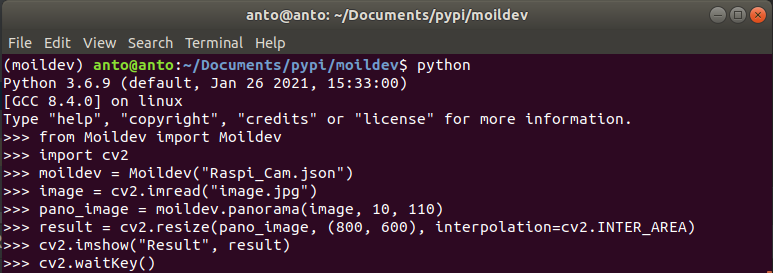 anto@anto: ~/Documents/pypi/moildev
File Edit View Search Terminal Help
(moildev) anto@anto:~/Documents/pypi/moildev$ python
Python 3.6.9 (default, Jan 26 2021, 15:33:00)
[GCC 8.4.0] on linux
Type "help", "copyright", "credits" or "license" for more information.
>>> from Moildev import Moildev
>>> import cv2
>>> moildev = Moildev("Raspi_Cam.json")
>>> image = cv2.imread("image.jpg")
>>> pano_image = moildev.panorama(image, 10, 110)
>>> result = cv2.resize(pano_image, (800, 600), interpolation=cv2.INTER_AREA)
>>> cv2.imshow("Result", result)
>>> cv2.waitKey()